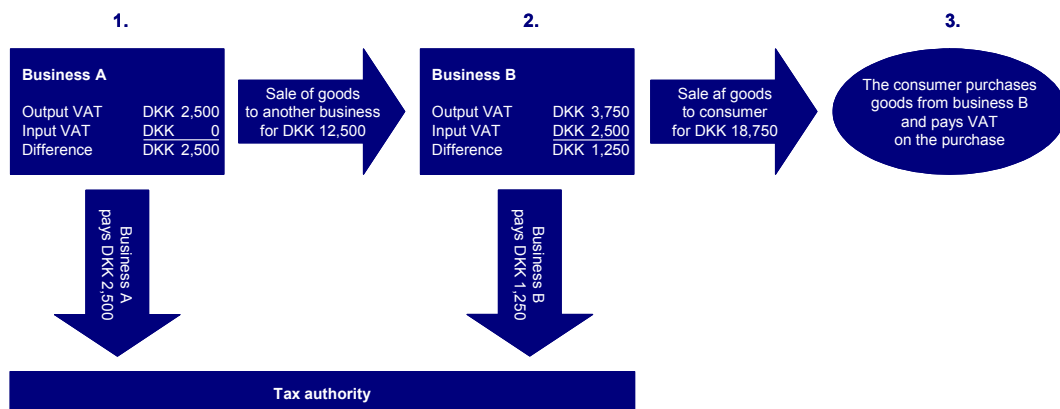 1.
2.
3.
Business A
Output VAT DKK 2,500
Input VAT DKK 0
Difference DKK 2,500
Sale of goods
to another business
for DKK 12,500
Business B
Output VAT DKK 3,750
Input VAT DKK 2,500
Difference DKK 1,250
Sale af goods
to consumer
for DKK 18,750
The consumer purchases
goods from business B
and pays VAT
on the purchase
Business A
pays DKK 2,500
Business B
pays DKK 1,250
Tax authority